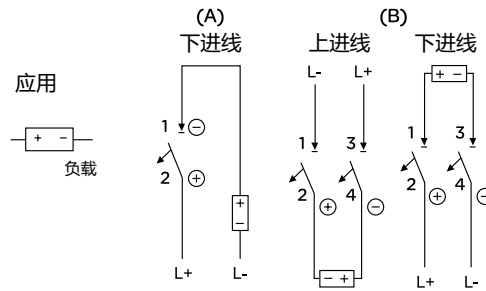 (A)
下进线
(B)
上进线 下进线
应用
+ -
负载
1 -
2 +
+
-
L+ L-
L- L+
1 3
2 + 4 -
- +
+ -
1 3
2 + 4 -
L+ L-